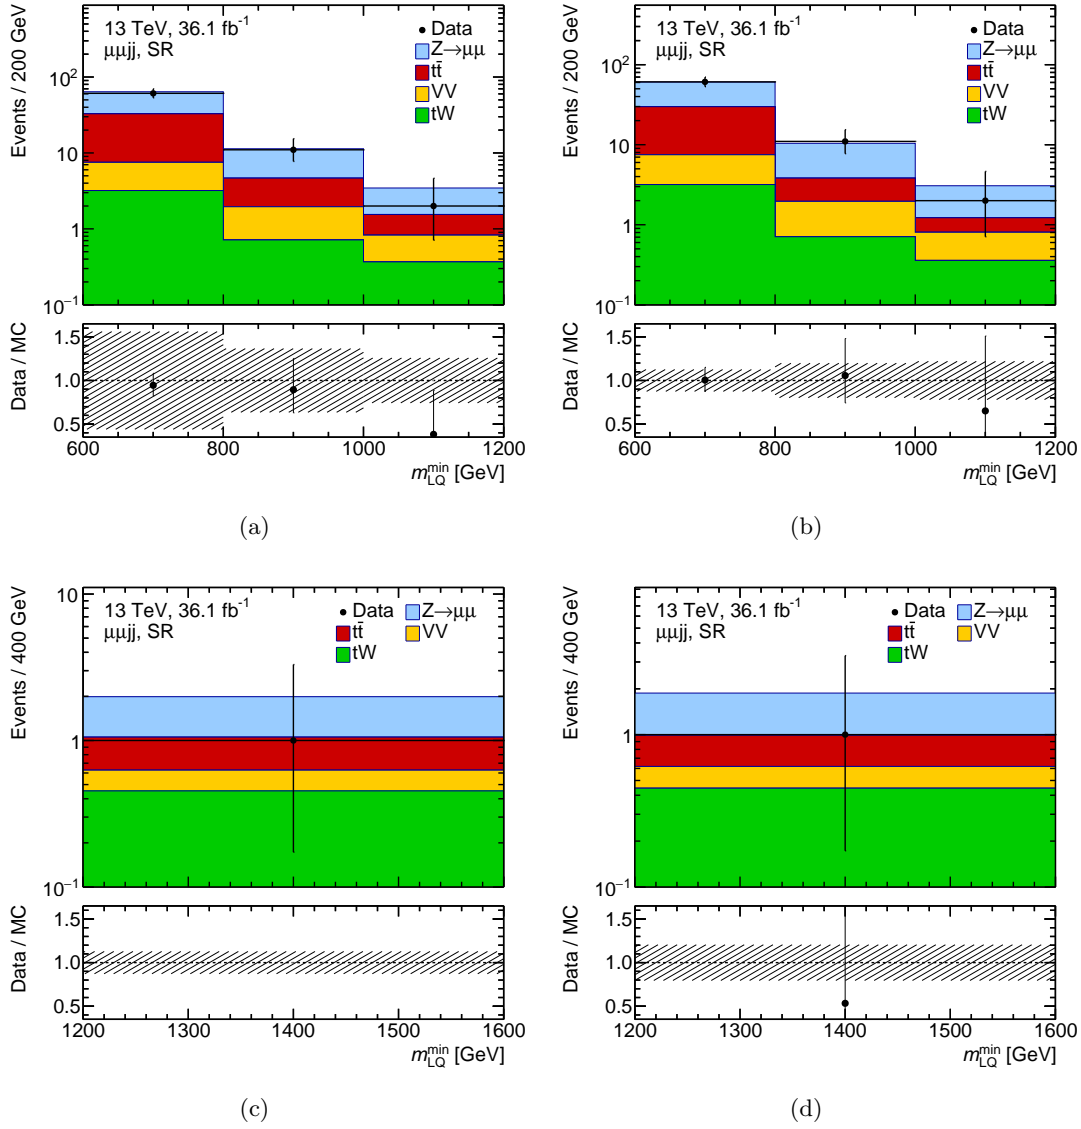 Events / 200 GeV
13 TeV, 36.1 fb⁻¹
μμjj, SR
Data
Z→μμ
tt̄
VV
tW
10²
10
1
10⁻¹
Data / MC
1.5
1.0
0.5
600 700 800 900 1000 1100 1200
m_LQ^min [GeV]
(a)
Events / 200 GeV
13 TeV, 36.1 fb⁻¹
μμjj, SR
Data
Z→μμ
tt̄
VV
tW
10²
10
1
10⁻¹
Data / MC
1.5
1.0
0.5
600 700 800 900 1000 1100 1200
m_LQ^min [GeV]
(b)
Events / 400 GeV
13 TeV, 36.1 fb⁻¹
μμjj, SR
Data Z→μμ
tt̄ VV
tW
10
1
10⁻¹
Data / MC
1.5
1.0
0.5
1200 1300 1400 1500 1600
m_LQ^min [GeV]
(c)
Events / 400 GeV
13 TeV, 36.1 fb⁻¹
μμjj, SR
Data Z→μμ
tt̄ VV
tW
1
10⁻¹
Data / MC
1.5
1.0
0.5
1200 1300 1400 1500 1600
m_LQ^min [GeV]
(d)